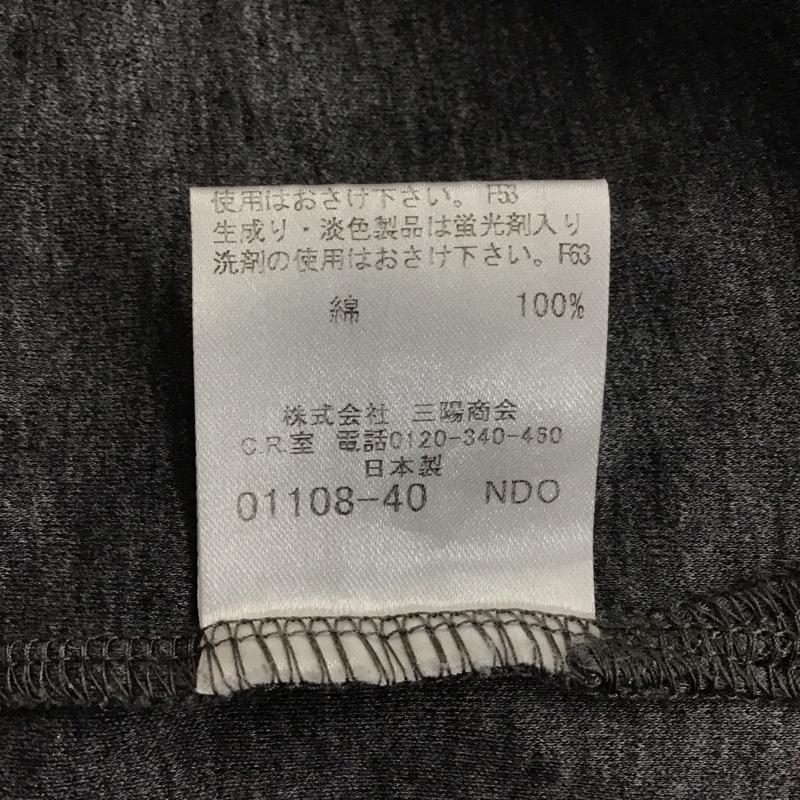 使用はおさけ下さい。 F53
生成り・淡色製品は蛍光剤入り
洗剤の使用はおさけ下さい。F63
綿 100%
株式会社 三陽商会
C.R.室 電話0120-340-460
日本製
01108-40 NDO